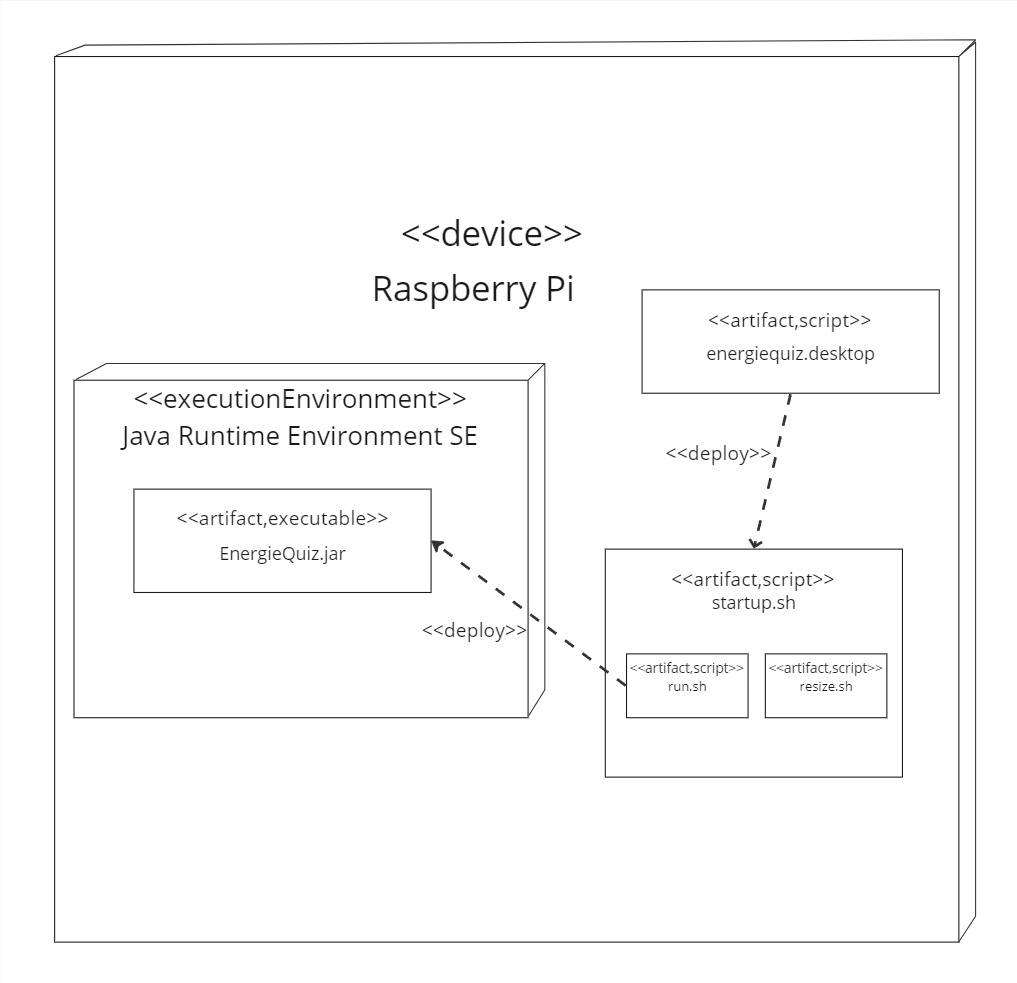 <<device>>
Raspberry Pi
<<artifact,script>>
energiequiz.desktop
<<executionEnvironment>>
Java Runtime Environment SE
<<deploy>>
<<artifact,executable>>
EnergieQuiz.jar
<<artifact,script>>
startup.sh
<<deploy>>
<<artifact,script>>
run.sh
<<artifact,script>>
resize.sh